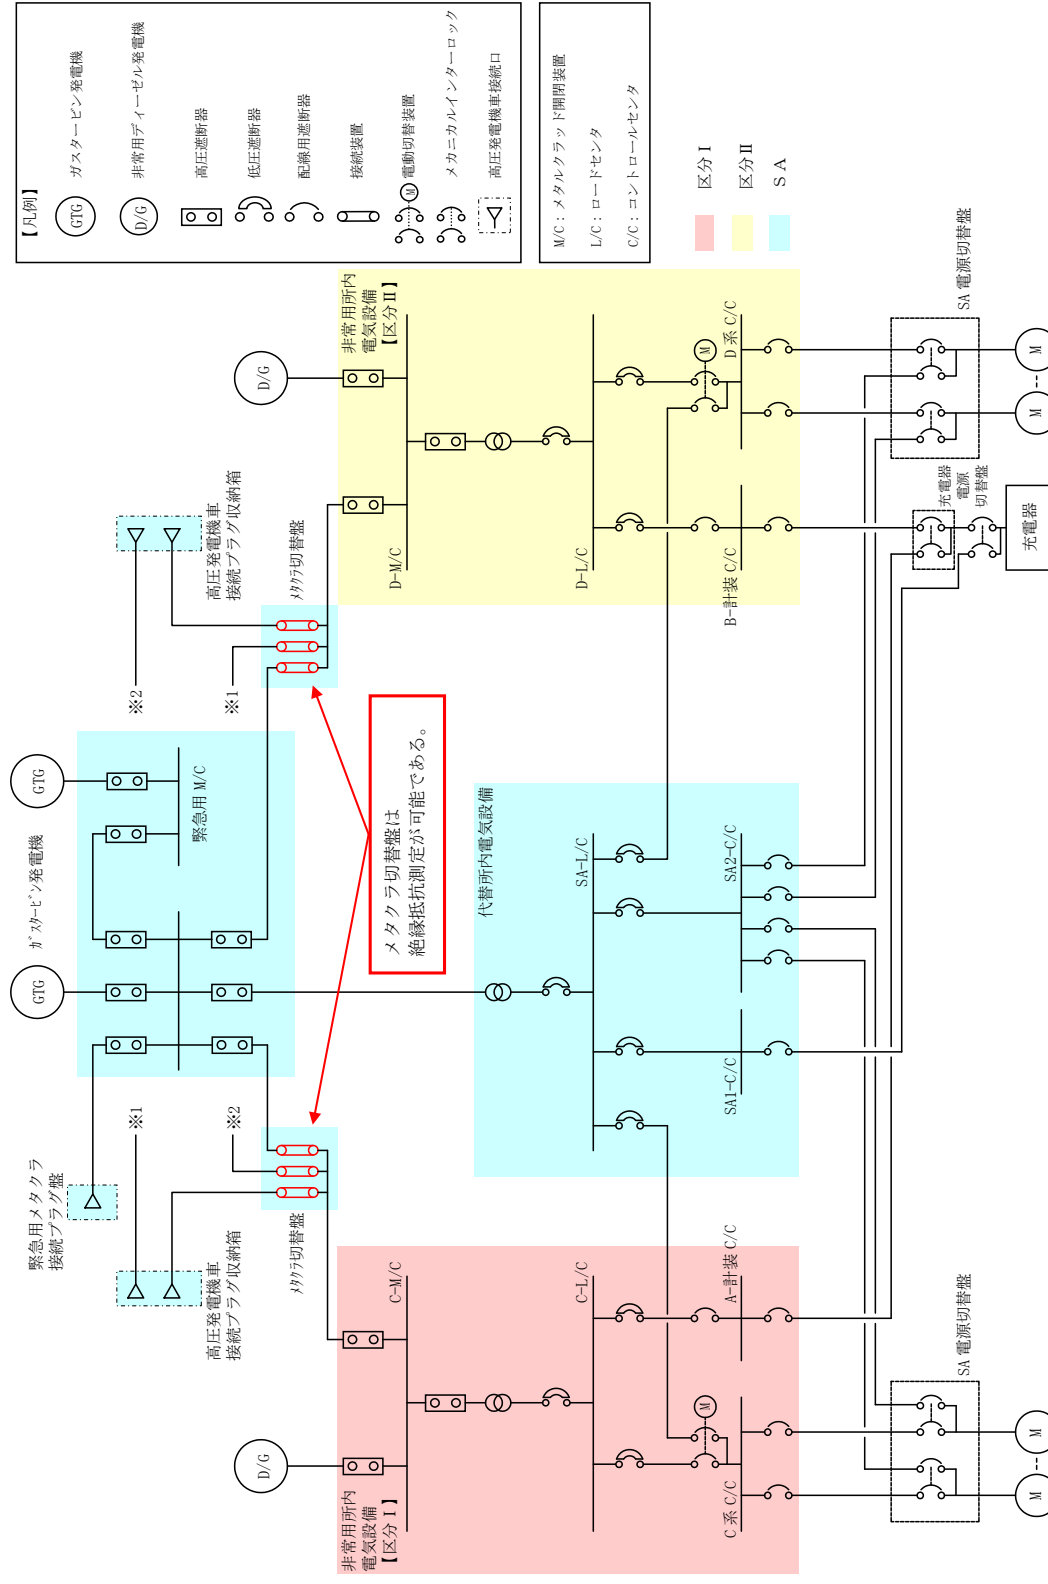 【凡例】
GTG
ガスタービン発電機
D/G
非常用ディーゼル発電機
高圧遮断器
低圧遮断器
配線用遮断器
接続装置
M
電動切替装置
メカニカルインターロック
高圧発電機車接続口
M/C：メタルクラッド開閉装置
L/C：ロードセンタ
C/C：コントロールセンタ
区分Ⅰ
区分Ⅱ
SA
緊急用メタクラ
接続プラグ盤
ガスタービン発電機
GTG
GTG
緊急用 M/C
高圧発電機車
接続プラグ収納箱
※1
※2
メタクラ切替盤
高圧発電機車
接続プラグ収納箱
※2
※1
メタクラ切替盤
メタクラ切替盤は
絶縁抵抗測定が可能である。
D/G
非常用所内
電気設備
【区分Ⅰ】
C-M/C
C-L/C
M
C系 C/C
A-計装 C/C
代替所内電気設備
SA-L/C
SA1-C/C
SA2-C/C
D/G
非常用所内
電気設備
【区分Ⅱ】
D-M/C
D-L/C
M
B-計装 C/C
D系 C/C
SA 電源切替盤
M
M
充電器
電源
切替盤
充電器
SA 電源切替盤
M
M